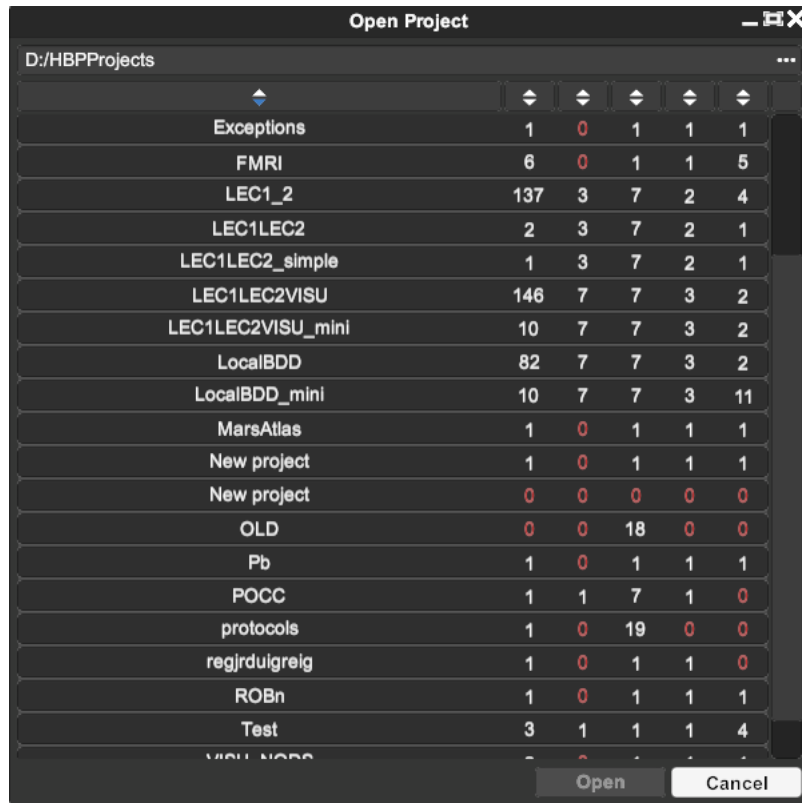 Open Project
D:/HBPProjects
Exceptions 1 0 1 1 1
FMRI 6 0 1 1 5
LEC1_2 137 3 7 2 4
LEC1LEC2 2 3 7 2 1
LEC1LEC2_simple 1 3 7 2 1
LEC1LEC2VISU 146 7 7 3 2
LEC1LEC2VISU_mini 10 7 7 3 2
LocalBDD 82 7 7 3 2
LocalBDD_mini 10 7 7 3 11
MarsAtlas 1 0 1 1 1
New project 1 0 1 1 1
New project 0 0 0 0 0
OLD 0 0 18 0 0
Pb 1 0 1 1 1
POCC 1 1 7 1 0
protocols 1 0 19 0 0
regjrduigreig 1 0 1 1 0
ROBn 1 0 1 1 1
Test 3 1 1 1 4
Open Cancel